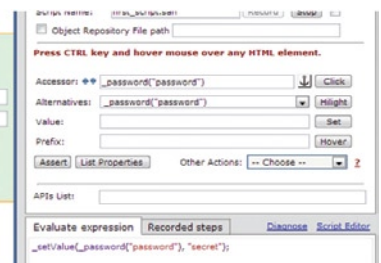 Script Name: first_script.sah Record Stop
Object Repository File path
Press CTRL key and hover mouse over any HTML element.
Accessor: _password("password") Click
Alternatives: _password("password") Hilight
Value: Set
Prefix: Hover
Assert List Properties Other Actions: -- Choose -- ?
APIs List:
Evaluate expression Recorded steps Diagnose Script Editor
_setValue(_password("password"), "secret");